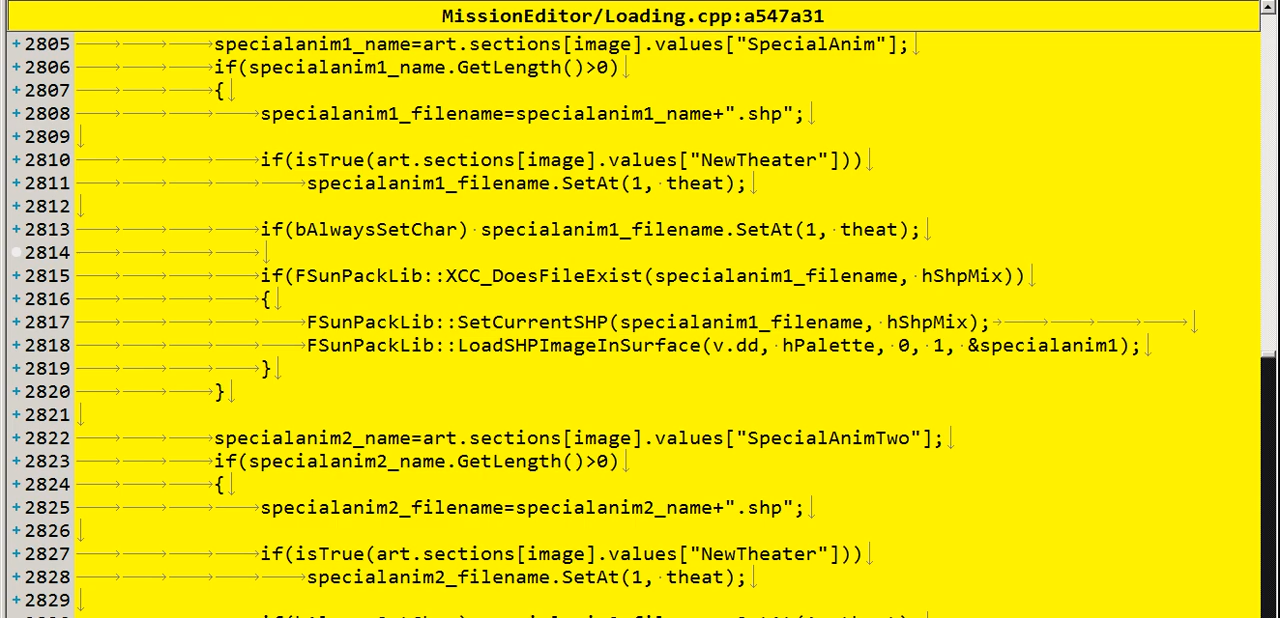 MissionEditor/Loading.cpp:a547a31
+2805 specialanim1_name=art.sections[image].values["SpecialAnim"];
+2806 if(specialanim1_name.GetLength()>0)
+2807 {
+2808 specialanim1_filename=specialanim1_name+".shp";
+2809
+2810 if(isTrue(art.sections[image].values["NewTheater"]))
+2811 specialanim1_filename.SetAt(1, theat);
+2812
+2813 if(bAlwaysSetChar) specialanim1_filename.SetAt(1, theat);
2814
+2815 if(FSunPackLib::XCC_DoesFileExist(specialanim1_filename, hShpMix))
+2816 {
+2817 FSunPackLib::SetCurrentSHP(specialanim1_filename, hShpMix);
+2818 FSunPackLib::LoadSHPImageInSurface(v.dd, hPalette, 0, 1, &specialanim1);
+2819 }
+2820 }
+2821
+2822 specialanim2_name=art.sections[image].values["SpecialAnimTwo"];
+2823 if(specialanim2_name.GetLength()>0)
+2824 {
+2825 specialanim2_filename=specialanim2_name+".shp";
+2826
+2827 if(isTrue(art.sections[image].values["NewTheater"]))
+2828 specialanim2_filename.SetAt(1, theat);
+2829